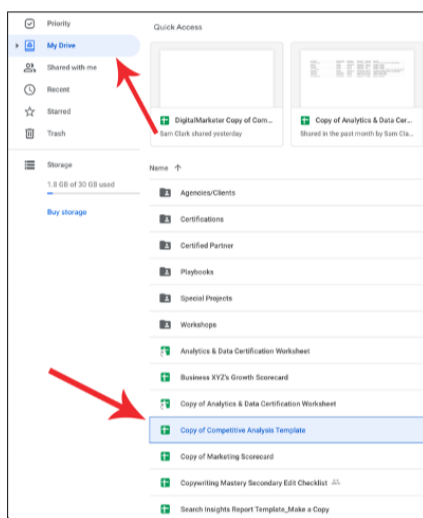 Priority
My Drive
Shared with me
Recent
Starred
Trash
Storage
1.8 GB of 30 GB used
Buy storage
Quick Access
DigitalMarketer Copy of Com...
Sam Clark shared yesterday
Copy of Analytics & Data Cer...
Shared in the past month by Sam Cla...
Name
Agencies/Clients
Certifications
Certified Partner
Playbooks
Special Projects
Workshops
Analytics & Data Certification Worksheet
Business XYZ's Growth Scorecard
Copy of Analytics & Data Certification Worksheet
Copy of Competitive Analysis Template
Copy of Marketing Scorecard
Copywriting Mastery Secondary Edit Checklist
Search Insights Report Template_Make a Copy